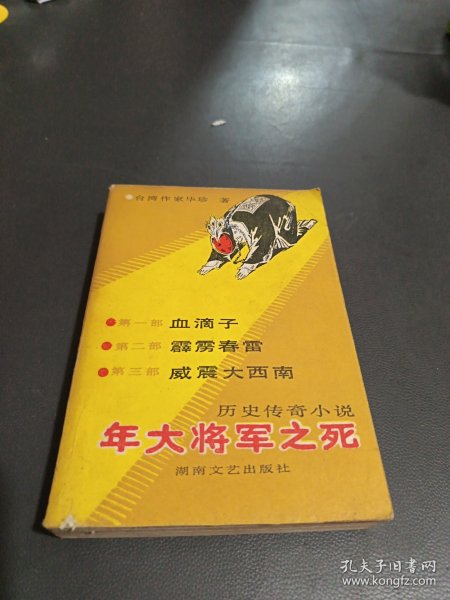 台湾作家毕珍 著
第一部 血滴子
第二部 霹雳春雷
第三部 威震大西南
历史传奇小说
年大将军之死
湖南文艺出版社
孔夫子旧书网
www.kongfz.com